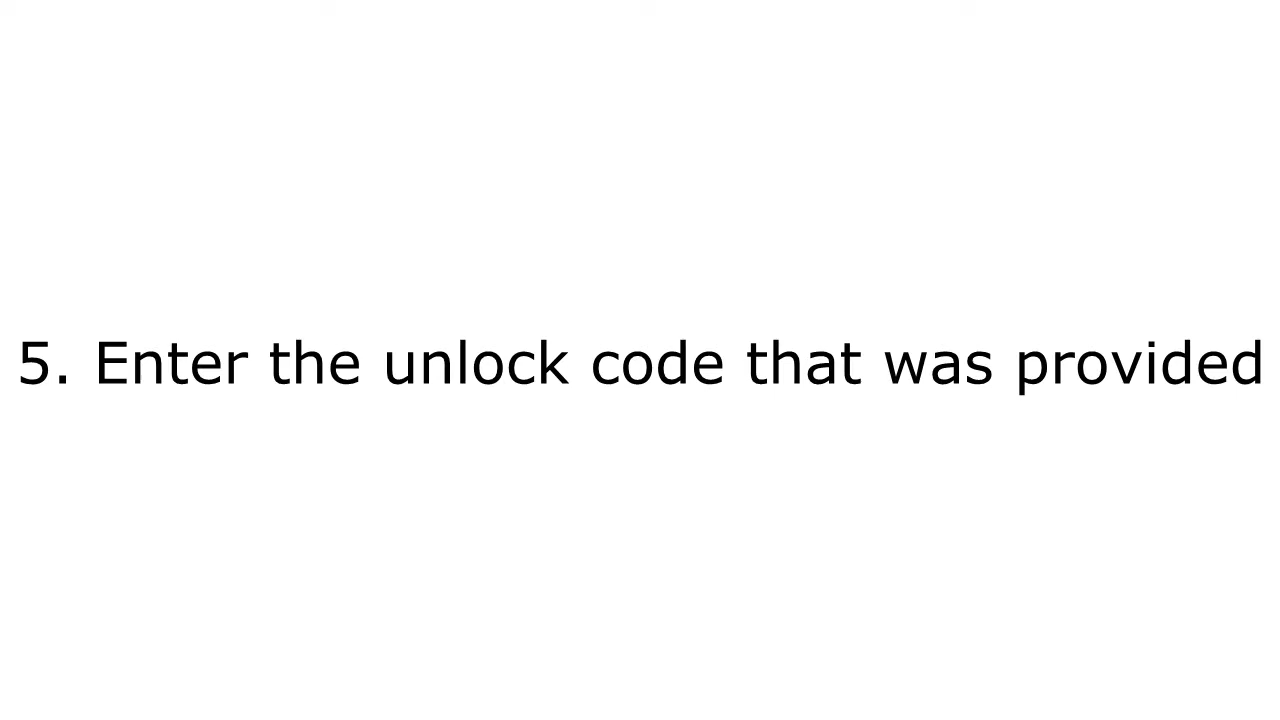 5. Enter the unlock code that was provided